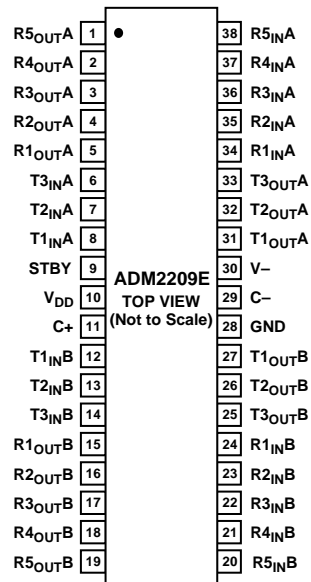 R5OUTA 1 38 R5INA
R4OUTA 2 37 R4INA
R3OUTA 3 36 R3INA
R2OUTA 4 35 R2INA
R1OUTA 5 34 R1INA
T3INA 6 33 T3OUTA
T2INA 7 32 T2OUTA
T1INA 8 31 T1OUTA
STBY 9 30 V–
VDD 10 29 C–
C+ 11 28 GND
T1INB 12 27 T1OUTB
T2INB 13 26 T2OUTB
T3INB 14 25 T3OUTB
R1OUTB 15 24 R1INB
R2OUTB 16 23 R2INB
R3OUTB 17 22 R3INB
R4OUTB 18 21 R4INB
R5OUTB 19 20 R5INB
ADM2209E
TOP VIEW
(Not to Scale)